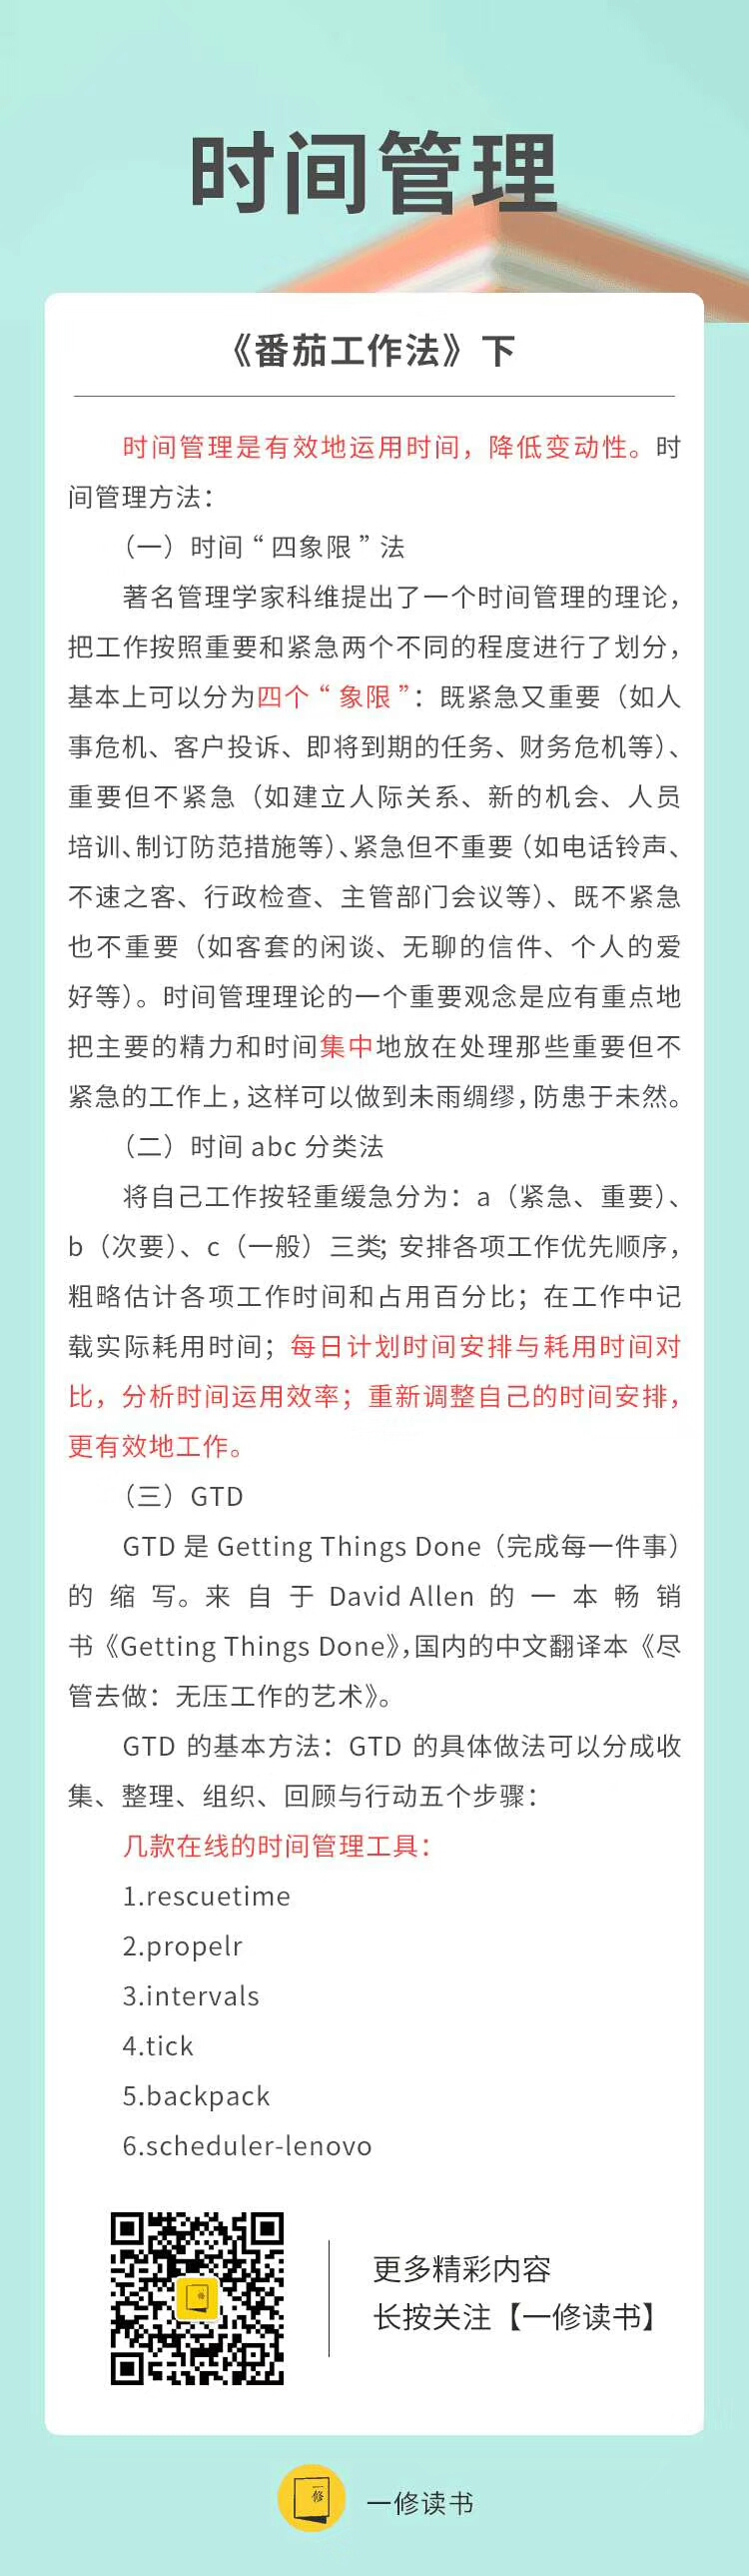 时间管理
《番茄工作法》下
时间管理是有效地运用时间，降低变动性。时
间管理方法：
（一）时间“四象限”法
著名管理学家科维提出了一个时间管理的理论，
把工作按照重要和紧急两个不同的程度进行了划分，
基本上可以分为四个“象限”：既紧急又重要（如人
事危机、客户投诉、即将到期的任务、财务危机等）、
重要但不紧急（如建立人际关系、新的机会、人员
培训、制订防范措施等）、紧急但不重要（如电话铃声、
不速之客、行政检查、主管部门会议等）、既不紧急
也不重要（如客套的闲谈、无聊的信件、个人的爱
好等）。时间管理理论的一个重要观念是应有重点地
把主要的精力和时间集中地放在处理那些重要但不
紧急的工作上，这样可以做到未雨绸缪，防患于未然。
（二）时间 abc 分类法
将自己工作按轻重缓急分为：a（紧急、重要）、
b（次要）、c（一般）三类；安排各项工作优先顺序，
粗略估计各项工作时间和占用百分比；在工作中记
载实际耗用时间；每日计划时间安排与耗用时间对
比，分析时间运用效率；重新调整自己的时间安排，
更有效地工作。
（三）GTD
GTD 是 Getting Things Done（完成每一件事）
的缩写。来自于 David Allen 的一本畅销
书《Getting Things Done》，国内的中文翻译本《尽
管去做：无压工作的艺术》。
GTD 的基本方法：GTD 的具体做法可以分成收
集、整理、组织、回顾与行动五个步骤：
几款在线的时间管理工具：
1.rescuetime
2.propelr
3.intervals
4.tick
5.backpack
6.scheduler-lenovo
更多精彩内容
长按关注【一修读书】
一修
一修读书